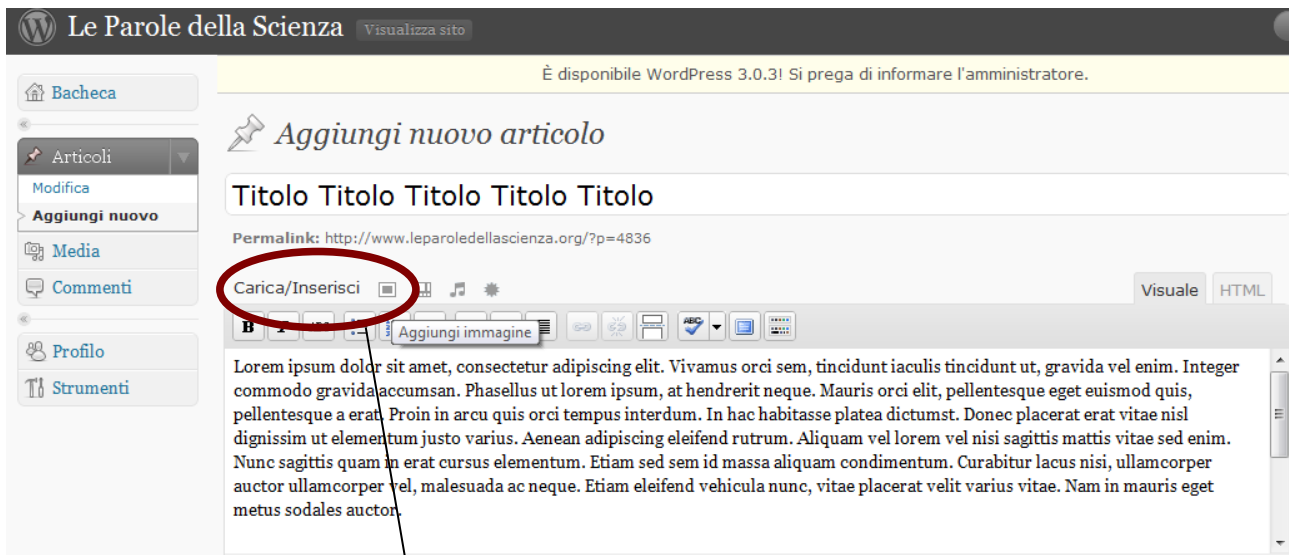 Le Parole della Scienza Visualizza sito
È disponibile WordPress 3.0.3! Si prega di informare l'amministratore.
Bacheca
Articoli
Modifica
Aggiungi nuovo
Media
Commenti
Profilo
Strumenti
Aggiungi nuovo articolo
Titolo Titolo Titolo Titolo Titolo
Permalink: http://www.leparoledellascienza.org/?p=4836
Carica/Inserisci
Visuale HTML
B ABC
Aggiungi immagine
Lorem ipsum dolor sit amet, consectetur adipiscing elit. Vivamus orci sem, tincidunt iaculis tincidunt ut, gravida vel enim. Integer
commodo gravida accumsan. Phasellus ut lorem ipsum, at hendrerit neque. Mauris orci elit, pellentesque eget euismod quis,
pellentesque a erat. Proin in arcu quis orci tempus interdum. In hac habitasse platea dictumst. Donec placerat erat vitae nisl
dignissim ut elementum justo varius. Aenean adipiscing eleifend rutrum. Aliquam vel lorem vel nisi sagittis mattis vitae sed enim.
Nunc sagittis quam in erat cursus elementum. Etiam sed sem id massa aliquam condimentum. Curabitur lacus nisi, ullamcorper
auctor ullamcorper vel, malesuada ac neque. Etiam eleifend vehicula nunc, vitae placerat velit varius vitae. Nam in mauris eget
metus sodales auctor.